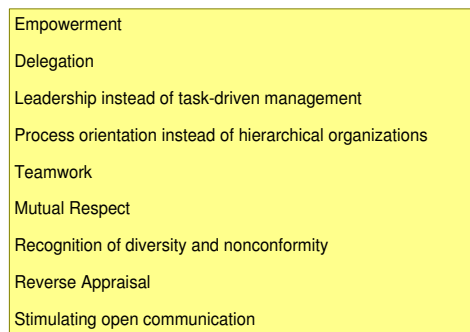 Empowerment
Delegation
Leadership instead of task-driven management
Process orientation instead of hierarchical organizations
Teamwork
Mutual Respect
Recognition of diversity and nonconformity
Reverse Appraisal
Stimulating open communication